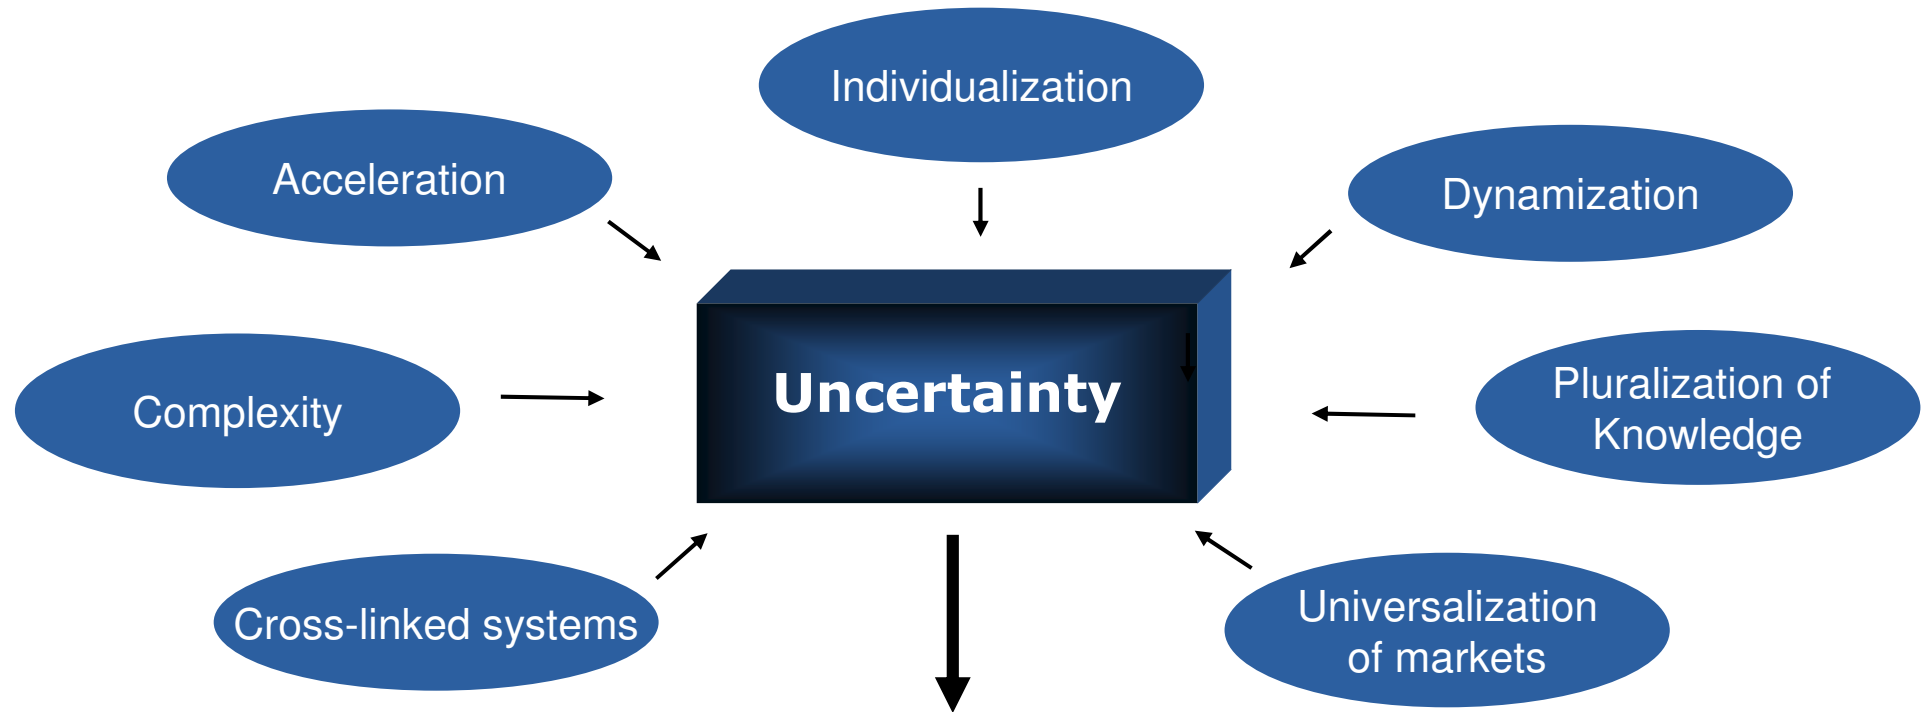 Individualization
Acceleration
Dynamization
Uncertainty
Complexity
Pluralization of
Knowledge
Cross-linked systems
Universalization
of markets